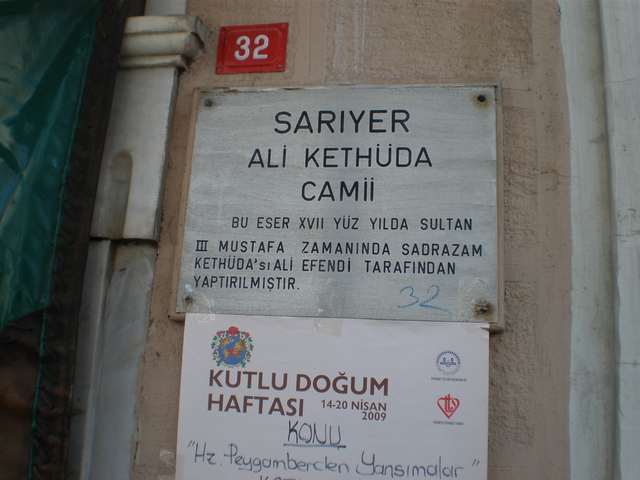 32
SARIYER
ALİ KETHÜDA
CAMİİ
BU ESER XVII YÜZ YILDA SULTAN
III MUSTAFA ZAMANINDA SADRAZAM
KETHÜDA'sı ALİ EFENDİ TARAFINDAN
YAPTIRILMIŞTIR.
32
KUTLU DOĞUM
HAFTASI 14-20 NİSAN
2009
KONU
"Hz. Peygamberden Yansımalar"